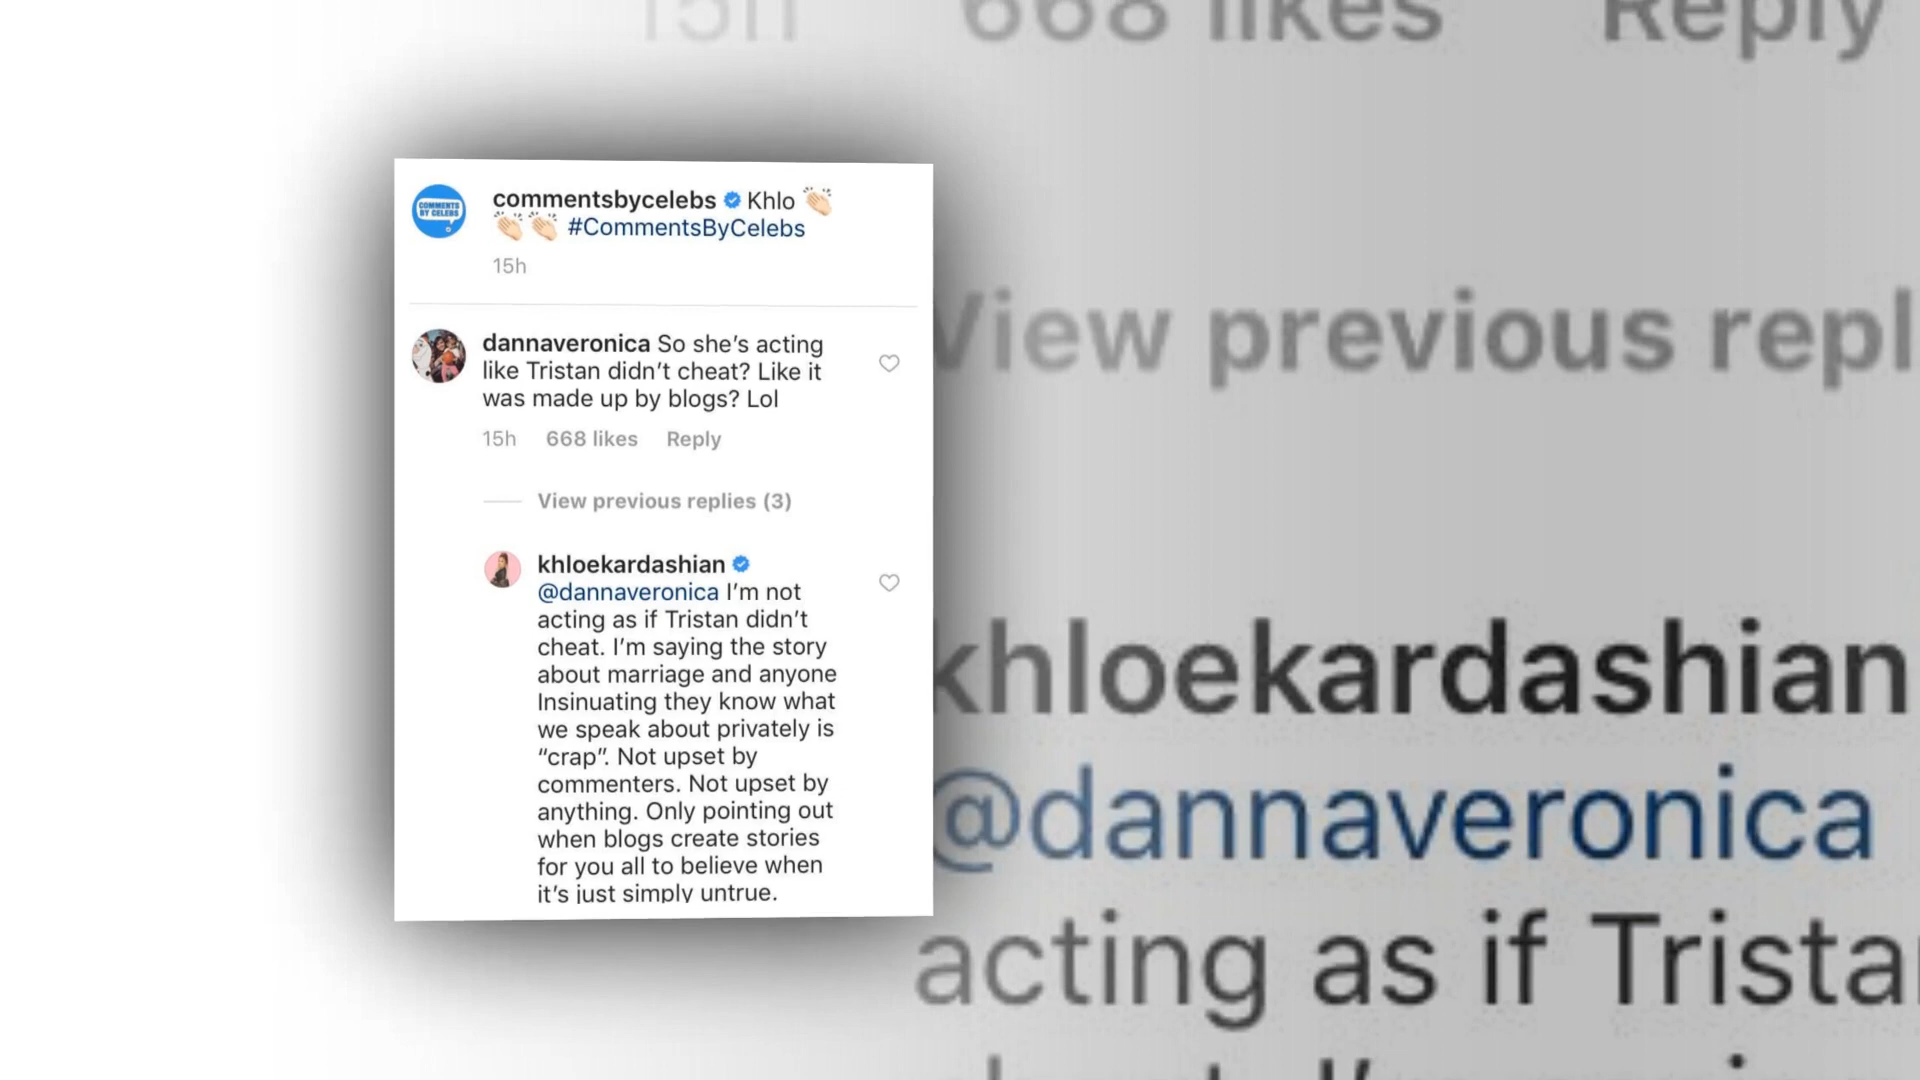 15h 668 likes Reply
COMMENTS
BY CELEBS
commentsbycelebs Khlo 👏🏻
👏🏻👏🏻 #CommentsByCelebs
15h
dannaveronica So she's acting
like Tristan didn't cheat? Like it
was made up by blogs? Lol
15h 668 likes Reply
View previous replies (3)
khloekardashian
@dannaveronica I'm not
acting as if Tristan didn't
cheat. I'm saying the story
about marriage and anyone
Insinuating they know what
we speak about privately is
“crap”. Not upset by
commenters. Not upset by
anything. Only pointing out
when blogs create stories
for you all to believe when
it's just simply untrue.
View previous repl
khloekardashian
@dannaveronica
acting as if Trista